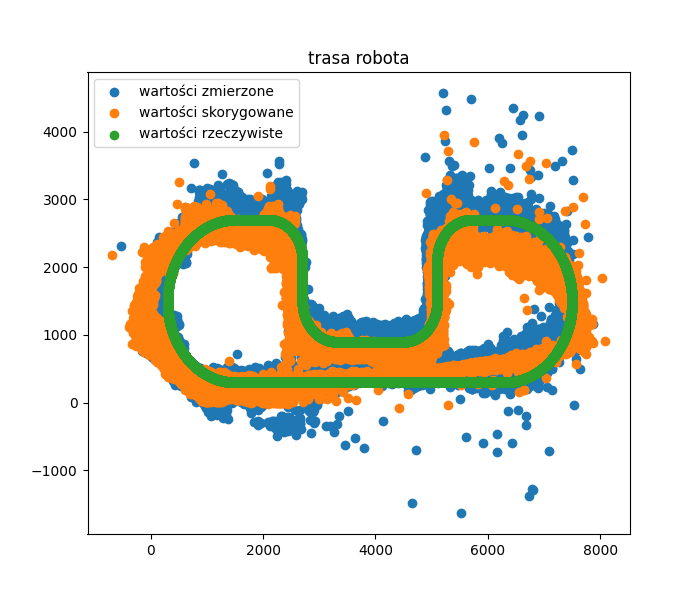 trasa robota
wartości zmierzone
wartości skorygowane
wartości rzeczywiste
4000
3000
2000
1000
0
−1000
0 2000 4000 6000 8000